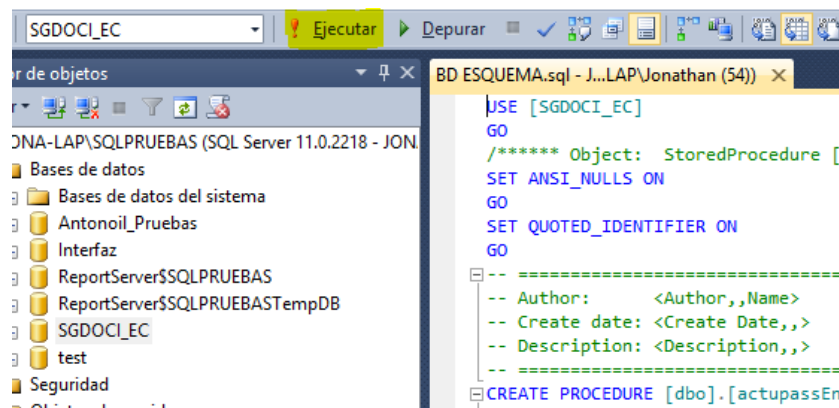 SGDOCI_EC
Ejecutar
Depurar
de objetos
BD ESQUEMA.sql - J...LAP\Jonathan (54))
\SQLPRUEBAS (SQL Server 11.0.2218 - JON
Bases de datos
Bases de datos del sistema
Antonoil_Pruebas
Interfaz
ReportServer$SQLPRUEBAS
ReportServer$SQLPRUEBASTempDB
SGDOCI_EC
test
Seguridad
USE [SGDOCI_EC]
GO
/****** Object:  StoredProcedure [
SET ANSI_NULLS ON
GO
SET QUOTED_IDENTIFIER ON
GO
-- =================================
-- Author:      <Author,,Name>
-- Create date: <Create Date,,>
-- Description: <Description,,>
-- =================================
CREATE PROCEDURE [dbo].[actupassEn